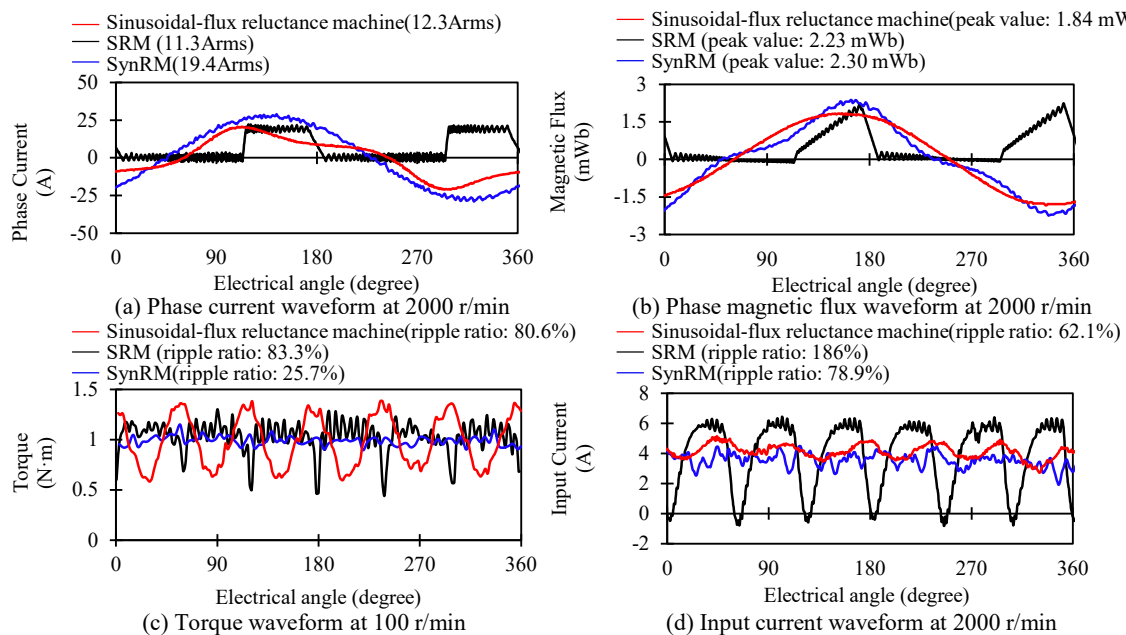 Sinusoidal-flux reluctance machine(12.3Arms)
SRM (11.3Arms)
SynRM(19.4Arms)
50
25
0
-25
-50
Phase Current
(A)
0 90 180 270 360
Electrical angle (degree)
(a) Phase current waveform at 2000 r/min
Sinusoidal-flux reluctance machine(peak value: 1.84 mW
SRM (peak value: 2.23 mWb)
SynRM (peak value: 2.30 mWb)
3
1.5
0
-1.5
-3
Magnetic Flux
(mWb)
0 90 180 270 360
Electrical angle (degree)
(b) Phase magnetic flux waveform at 2000 r/min
Sinusoidal-flux reluctance machine(ripple ratio: 80.6%)
SRM (ripple ratio: 83.3%)
SynRM(ripple ratio: 25.7%)
1.5
1
0.5
0
Torque
(N·m)
0 90 180 270 360
Electrical angle (degree)
(c) Torque waveform at 100 r/min
Sinusoidal-flux reluctance machine(ripple ratio: 62.1%)
SRM (ripple ratio: 186%)
SynRM(ripple ratio: 78.9%)
8
6
4
2
0
-2
Input Current
(A)
0 90 180 270 360
Electrical angle (degree)
(d) Input current waveform at 2000 r/min